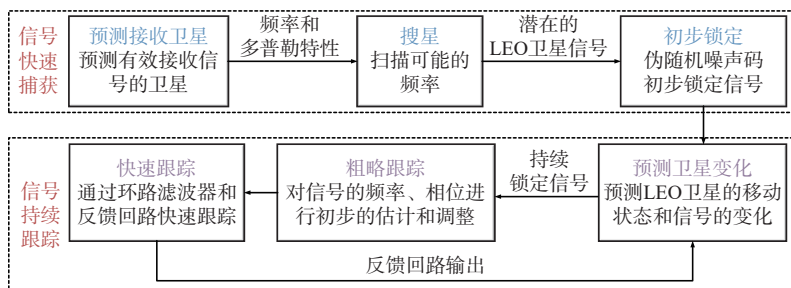 信号
快速
捕获
预测接收卫星
预测有效接收信
号的卫星
频率和
多普勒特性
搜星
扫描可能的
频率
潜在的
LEO卫星信号
初步锁定
伪随机噪声码
初步锁定信号
信号
持续
跟踪
快速跟踪
通过环路滤波器和
反馈回路快速跟踪
粗略跟踪
对信号的频率、相位进
行初步的估计和调整
持续
锁定信号
预测卫星变化
预测LEO卫星的移动
状态和信号的变化
反馈回路输出